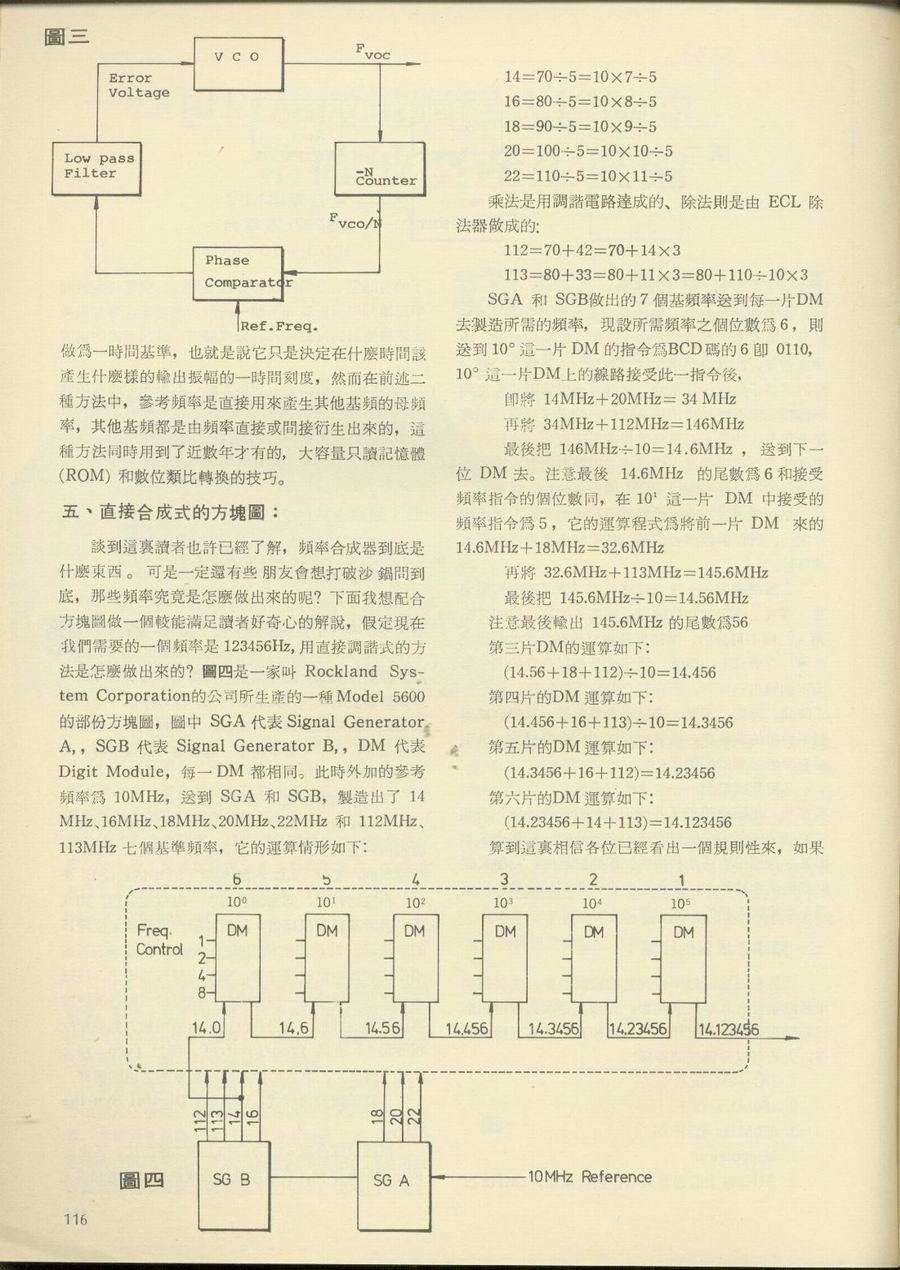 圖三
V C O
Fvoc
Error
Voltage
Low pass
Filter
-N
Counter
Fvco/N
Phase
Comparator
Ref.Freq.
做爲一時間基準，也就是說它只是決定在什麼時間該
產生什麼樣的輸出振幅的一時間刻度，然而在前述二
種方法中，參考頻率是直接用來產生其他基頻的母頻
率，其他基頻都是由頻率直接或間接衍生出來的，這
種方法同時用到了近數年才有的，大容量只讀記憶體
(ROM) 和數位類比轉換的技巧。
五、直接合成式的方塊圖：
談到這裏讀者也許已經了解，頻率合成器到底是
什麼東西。可是一定還有些朋友會想打破沙鍋問到
底，那些頻率究竟是怎麼做出來的呢？下面我想配合
方塊圖做一個較能滿足讀者好奇心的解說，假定現在
我們需要的一個頻率是 123456Hz, 用直接調諧式的方
法是怎麼做出來的？圖四是一家叫 Rockland Sys-
tem Corporation的公司所生產的一種 Model 5600
的部份方塊圖，圖中 SGA 代表 Signal Generator
A,，SGB 代表 Signal Generator B,，DM 代表
Digit Module，每一 DM 都相同。此時外加的參考
頻率爲 10MHz，送到 SGA 和 SGB，製造出了 14
MHz、16MHz、18MHz、20MHz、22MHz 和 112MHz、
113MHz 七個基準頻率，它的運算情形如下：
14=70÷5=10×7÷5
16=80÷5=10×8÷5
18=90÷5=10×9÷5
20=100÷5=10×10÷5
22=110÷5=10×11÷5
乘法是用調諧電路達成的、除法則是由 ECL 除
法器做成的：
112=70+42=70+14×3
113=80+33=80+11×3=80+110÷10×3
SGA 和 SGB做出的 7 個基頻率送到每一片DM
去製造所需的頻率，現設所需頻率之個位數爲 6，則
送到 10° 這一片 DM 的指令爲BCD 碼的 6 卽 0110,
10° 這一片DM上的線路接受此一指令後，
卽將 14MHz+20MHz= 34 MHz
再將 34MHz+112MHz=146MHz
最後把 146MHz÷10=14.6MHz ，送到下一
位 DM 去。注意最後 14.6MHz 的尾數爲 6 和接受
頻率指令的個位數同，在 10¹ 這一片 DM 中接受的
頻率指令爲 5，它的運算程式爲將前一片 DM 來的
14.6MHz+18MHz=32.6MHz
再將 32.6MHz+113MHz=145.6MHz
最後把 145.6MHz÷10=14.56MHz
注意最後輸出 145.6MHz 的尾數爲56
第三片DM的運算如下：
(14.56+18+112)÷10=14.456
第四片的DM 運算如下：
(14.456+16+113)÷10=14.3456
第五片的DM 運算如下：
(14.3456+16+112)=14.23456
第六片的DM 運算如下：
(14.23456+14+113)=14.123456
算到這裏相信各位已經看出一個規則性來，如果
6 5 4 3 2 1
10⁰ 10¹ 10² 10³ 10⁴ 10⁵
Freq.
Control
DM DM DM DM DM DM
1
2
4
8
14.0 14,6 14.56 14.456 14.3456 14.23456 14.123456
112 113 14 16 18 20 22
SG B
SG A
10MHz Reference
圖四
116